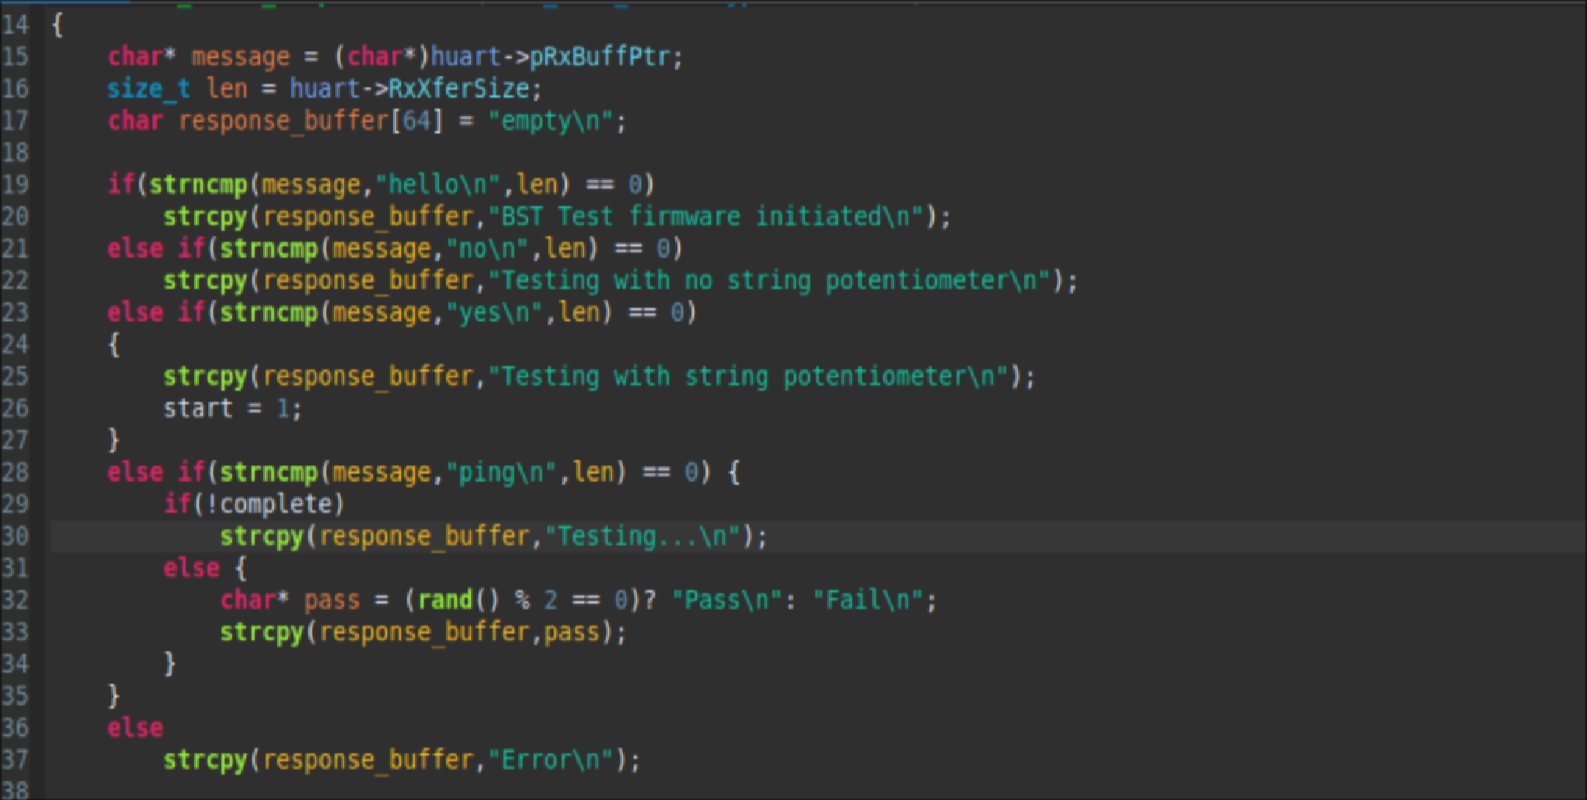 14 {
15     char* message = (char*)huart->pRxBuffPtr;
16     size_t len = huart->RxXferSize;
17     char response_buffer[64] = "empty\n";
18
19     if(strncmp(message,"hello\n",len) == 0)
20         strcpy(response_buffer,"BST Test firmware initiated\n");
21     else if(strncmp(message,"no\n",len) == 0)
22         strcpy(response_buffer,"Testing with no string potentiometer\n");
23     else if(strncmp(message,"yes\n",len) == 0)
24     {
25         strcpy(response_buffer,"Testing with string potentiometer\n");
26         start = 1;
27     }
28     else if(strncmp(message,"ping\n",len) == 0) {
29         if(!complete)
30             strcpy(response_buffer,"Testing...\n");
31         else {
32             char* pass = (rand() % 2 == 0)? "Pass\n": "Fail\n";
33             strcpy(response_buffer,pass);
34         }
35     }
36     else
37         strcpy(response_buffer,"Error\n");
38